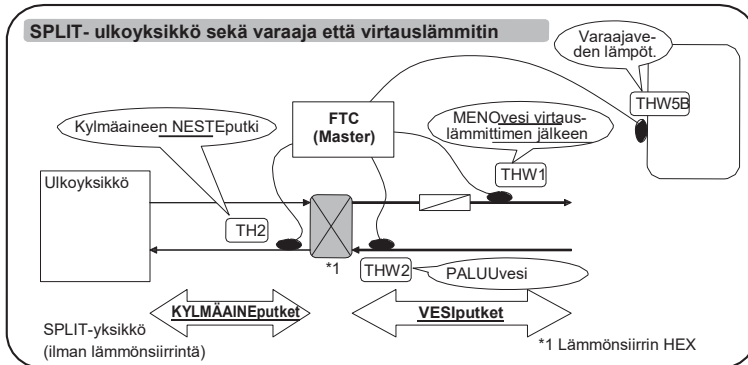 SPLIT- ulkoyksikkö sekä varaaja että virtauslämmitin
Varaajave-
den lämpöt.
THW5B
Kylmäaineen NESTEputki
FTC
(Master)
MENOvesi virtaus-
lämmittimen jälkeen
THW1
Ulkoyksikkö
TH2
*1
THW2
PALUUvesi
KYLMÄAINEputket
VESIputket
SPLIT-yksikkö
(ilman lämmönsiirrintä)
*1 Lämmönsiirrin HEX